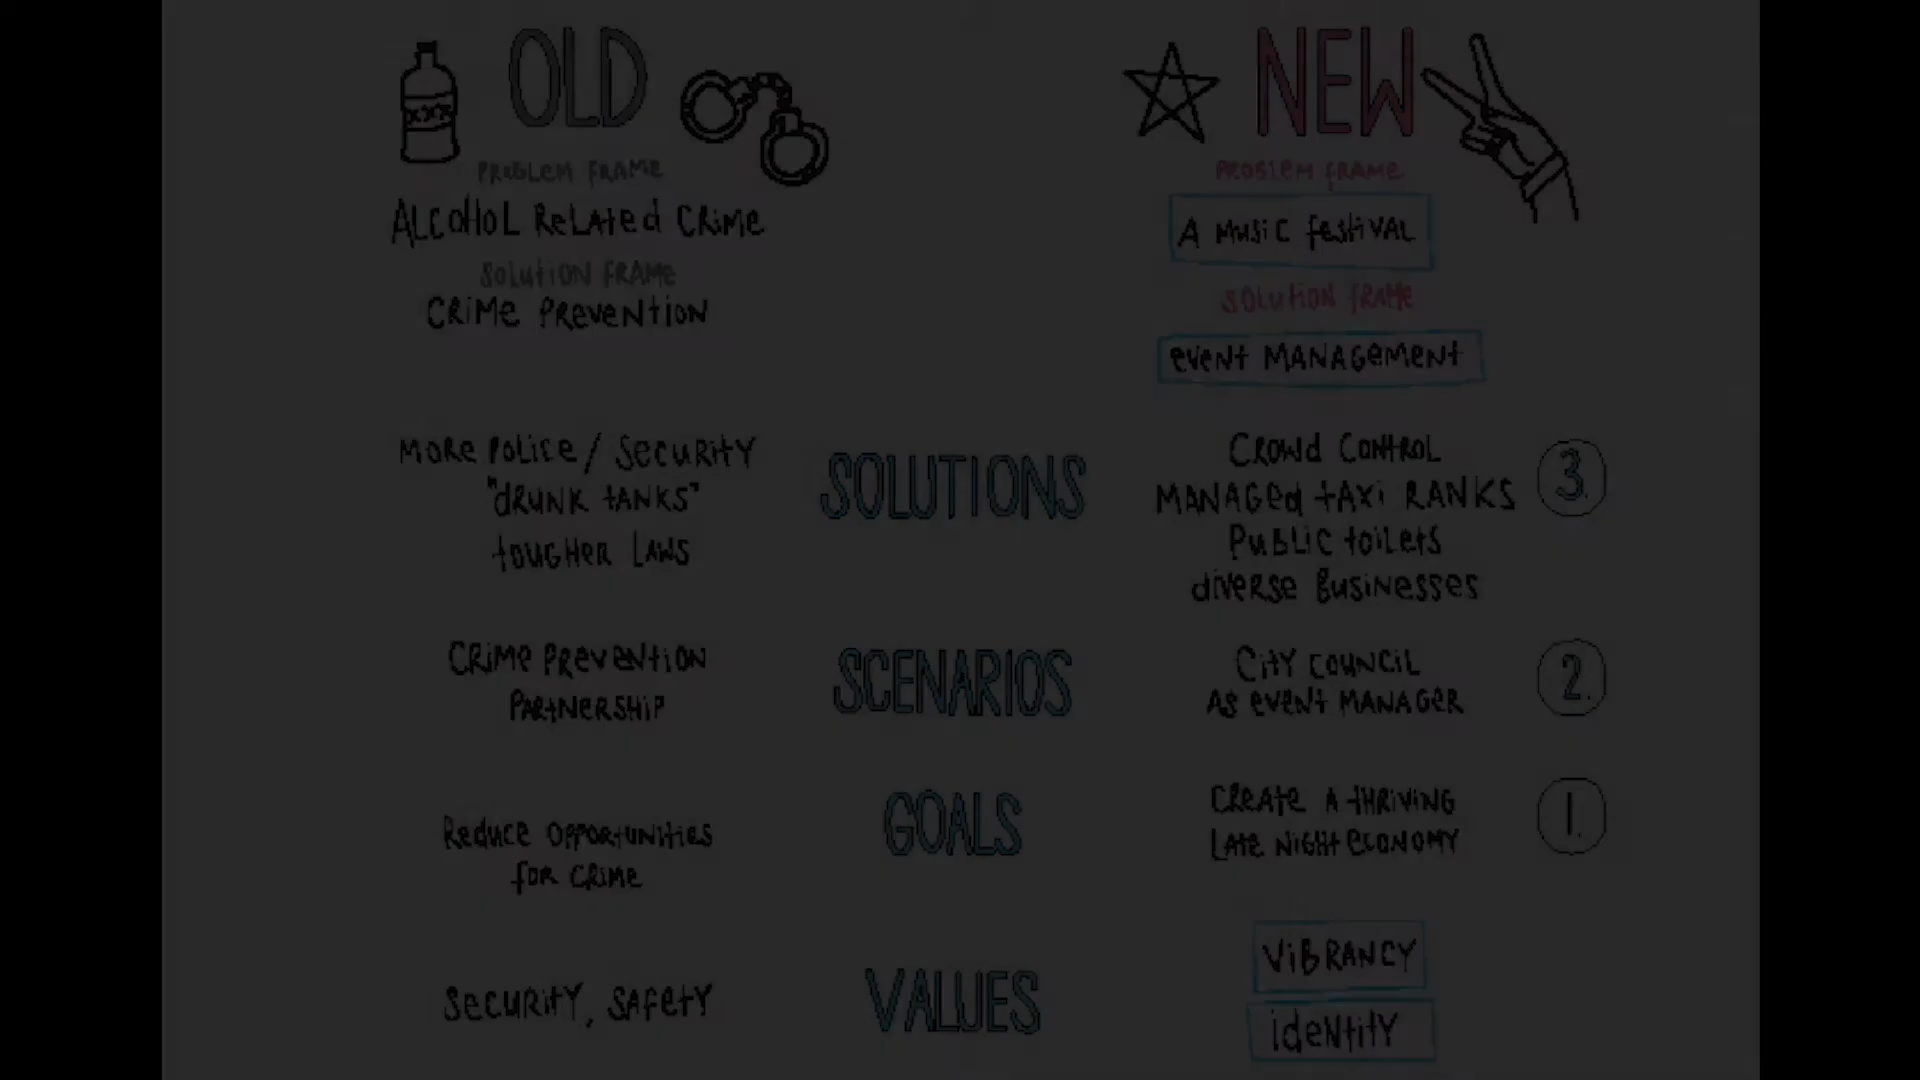 OLD
XXX
PROBLEM FRAME
ALCOHOL RELATED CRIME
SOLUTION FRAME
CRIME PREVENTION
MORE POLICE / SECURITY
"DRUNK TANKS"
TOUGHER LAWS
CRIME PREVENTION
PARTNERSHIP
REDUCE OPPORTUNITIES
FOR CRIME
SECURITY, SAFETY
SOLUTIONS
SCENARIOS
GOALS
VALUES
NEW
PROBLEM FRAME
A MUSIC FESTIVAL
SOLUTION FRAME
EVENT MANAGEMENT
CROWD CONTROL
MANAGED TAXI RANKS
PUBLIC TOILETS
DIVERSE BUSINESSES
3.
CITY COUNCIL
AS EVENT MANAGER
2.
CREATE A THRIVING
LATE NIGHT ECONOMY
1.
VIBRANCY
IDENTITY